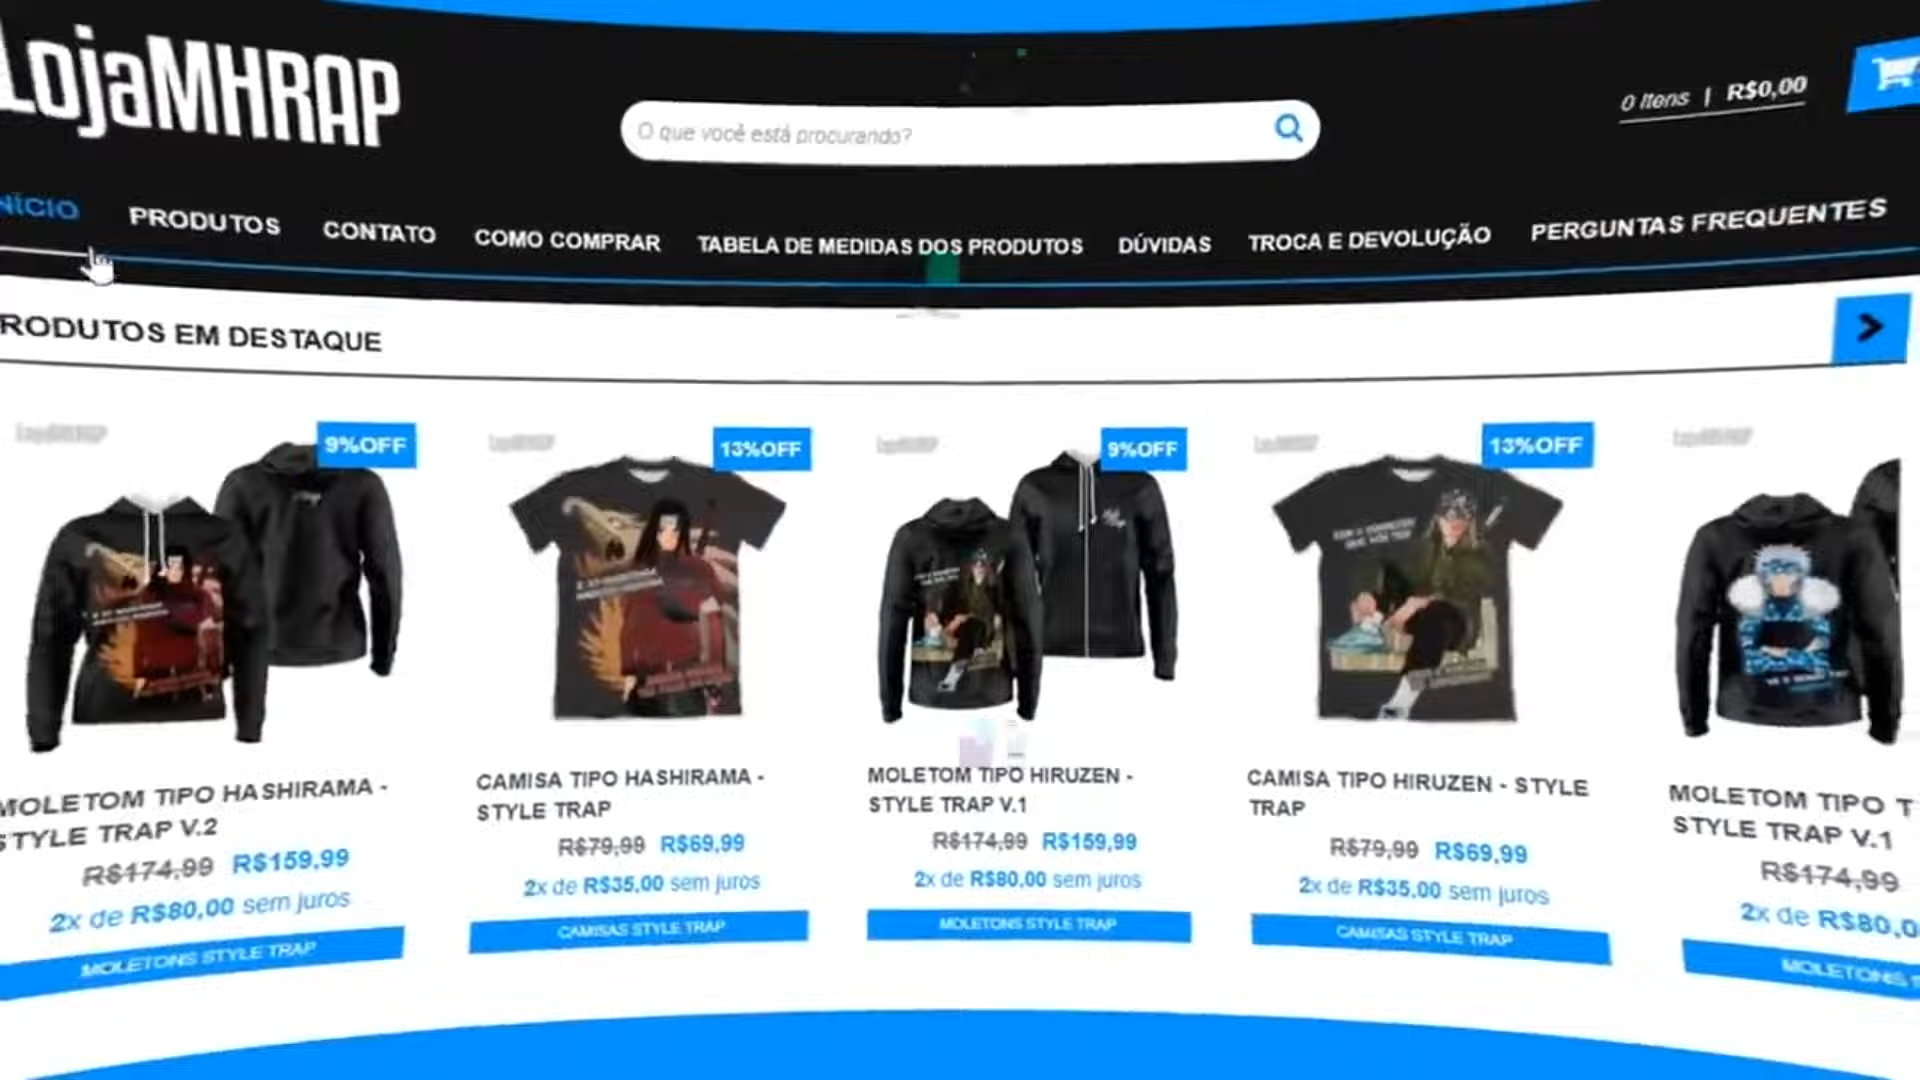 LojaMHRAP
O que você está procurando?
0 Itens | R$0,00
NÍCIO
PRODUTOS
CONTATO
COMO COMPRAR
TABELA DE MEDIDAS DOS PRODUTOS
DÚVIDAS
TROCA E DEVOLUÇÃO
PERGUNTAS FREQUENTES
RODUTOS EM DESTAQUE
9%OFF
13%OFF
9%OFF
13%OFF
MOLETOM TIPO HASHIRAMA -
STYLE TRAP V.2
R$174,99 R$159,99
2x de R$80,00 sem juros
MOLETONS STYLE TRAP
CAMISA TIPO HASHIRAMA -
STYLE TRAP
R$79,99 R$69,99
2x de R$35,00 sem juros
CAMISAS STYLE TRAP
MOLETOM TIPO HIRUZEN -
STYLE TRAP V.1
R$174,99 R$159,99
2x de R$80,00 sem juros
MOLETONS STYLE TRAP
CAMISA TIPO HIRUZEN - STYLE
TRAP
R$79,99 R$69,99
2x de R$35,00 sem juros
CAMISAS STYLE TRAP
MOLETOM TIPO T
STYLE TRAP V.1
R$174,99
2x de R$80,0
MOLETONS